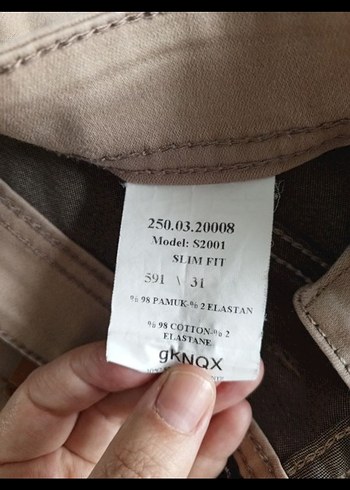 250.03.20008
Model: S2001
SLIM FIT
591 \ 31
% 98 PAMUK-% 2 ELASTAN
% 98 COTTON-% 2
ELASTANE
gkNQX